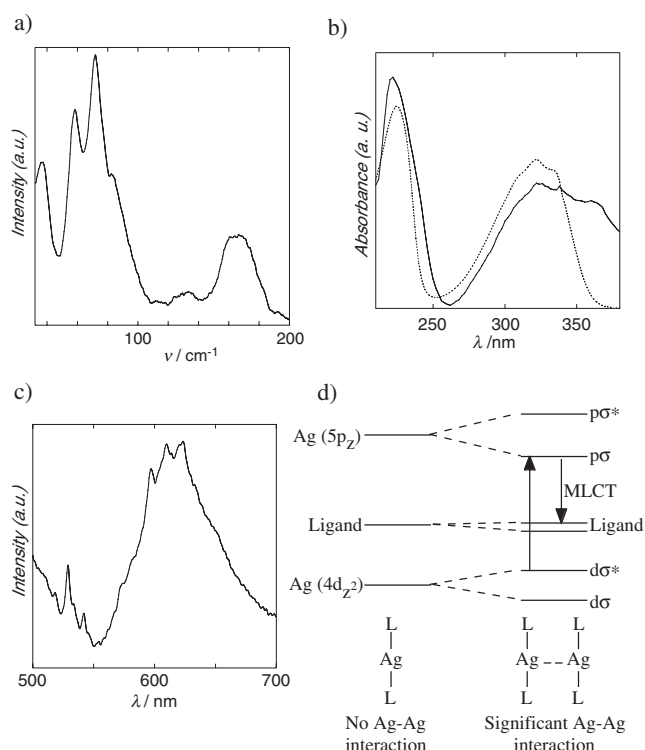 a)
Intensity (a.u.)
100
200
ν / cm-1
b)
Absorbance (a. u.)
250
300
350
λ /nm
c)
Intensity (a.u.)
500
600
700
λ / nm
d)
Ag (5pZ)
pσ*
pσ
MLCT
Ligand
Ligand
Ag (4dZ2)
dσ*
dσ
L
L
L
Ag
Ag
Ag
L
L
L
No Ag-Ag
interaction
Significant Ag-Ag
interaction